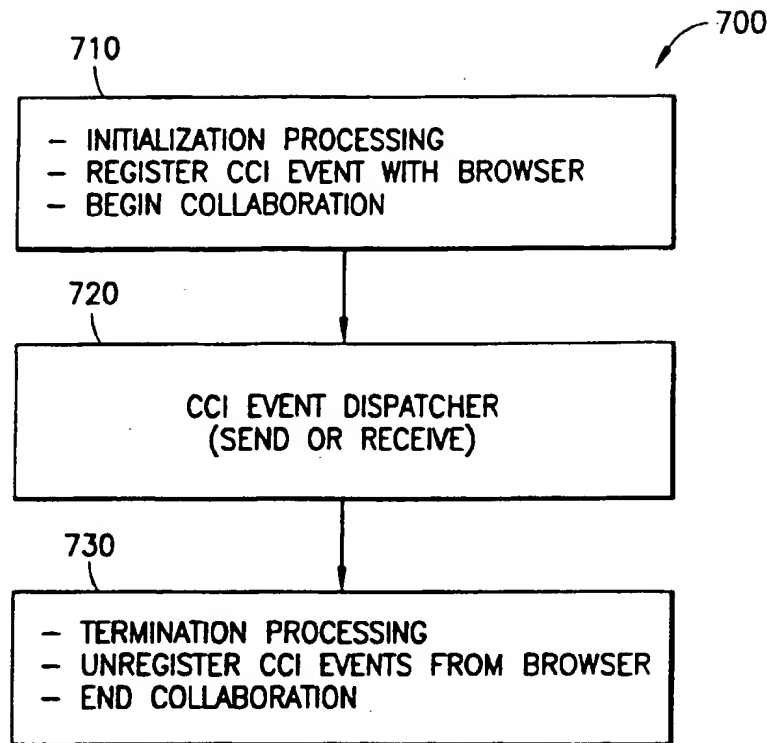 700
710
- INITIALIZATION PROCESSING
- REGISTER CCI EVENT WITH BROWSER
- BEGIN COLLABORATION
720
CCI EVENT DISPATCHER
(SEND OR RECEIVE)
730
- TERMINATION PROCESSING
- UNREGISTER CCI EVENTS FROM BROWSER
- END COLLABORATION